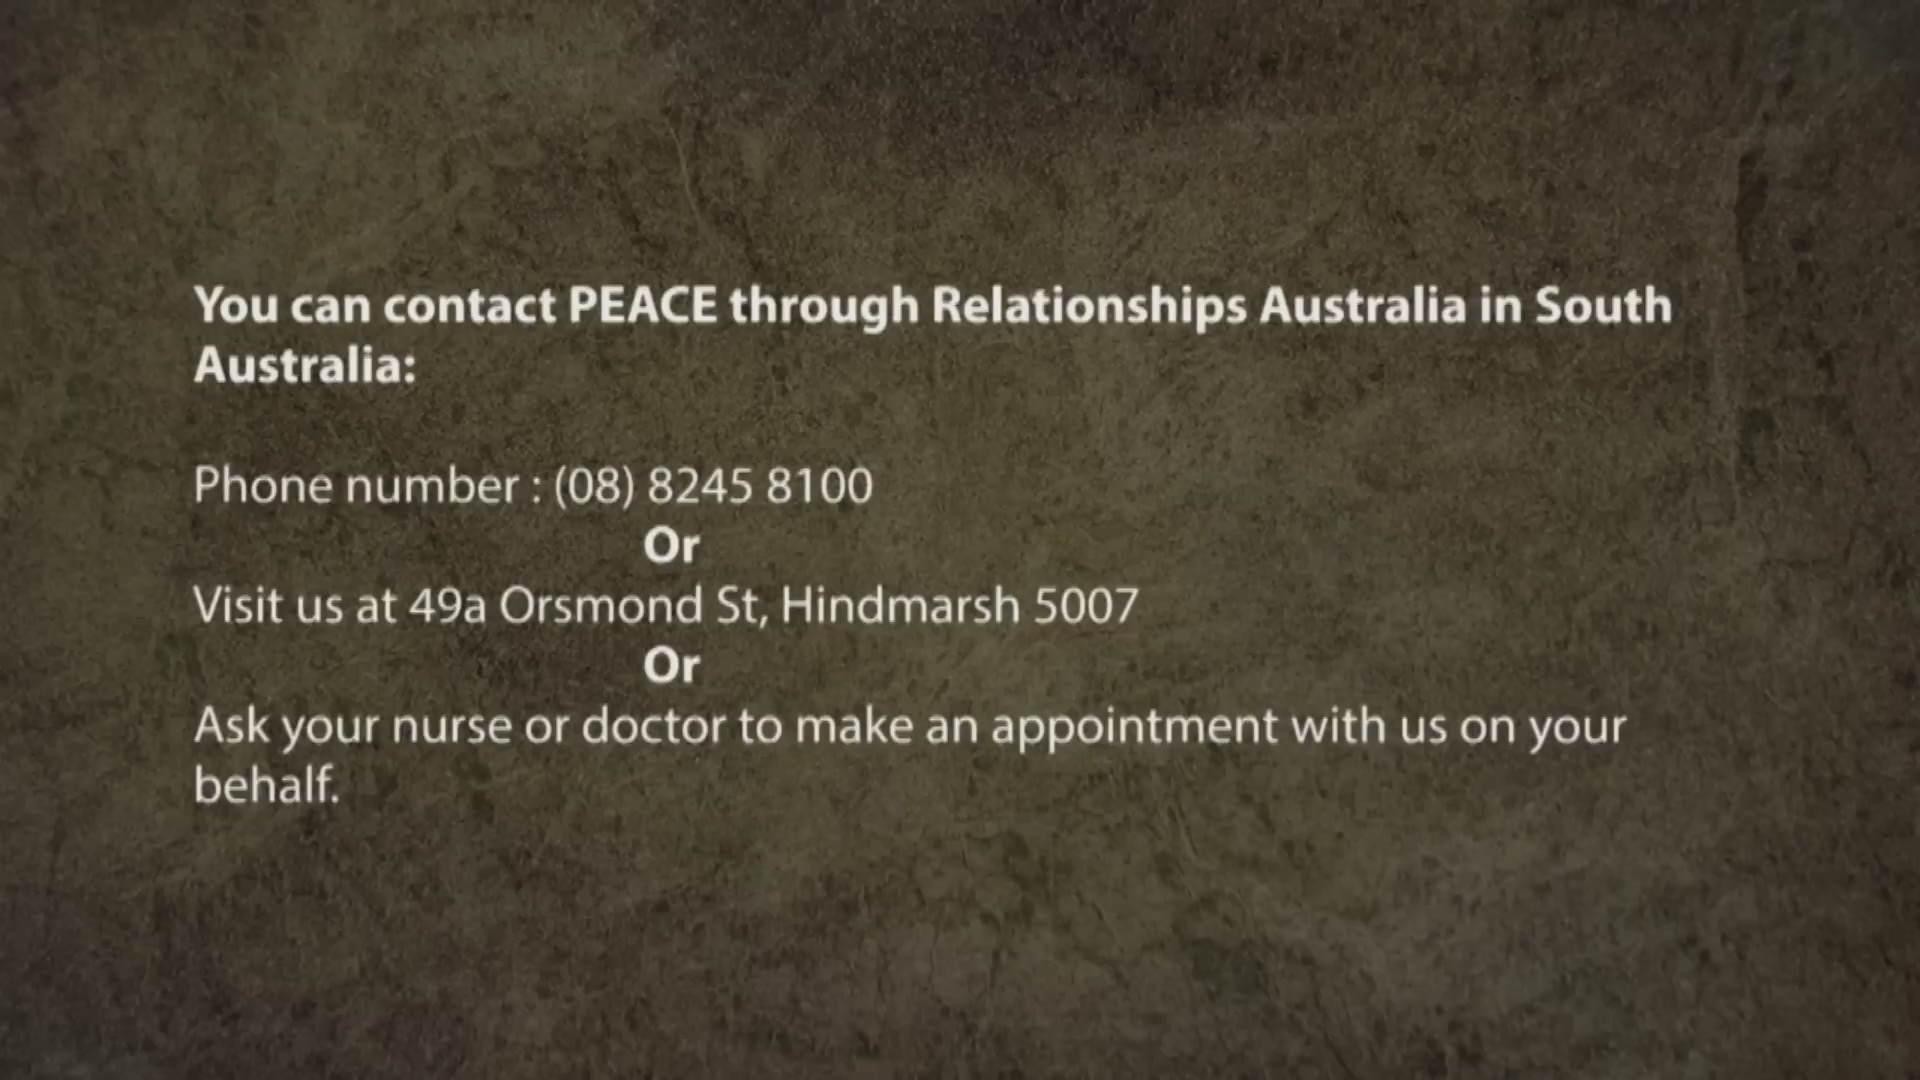 You can contact PEACE through Relationships Australia in South
Australia:
Phone number : (08) 8245 8100
Or
Visit us at 49a Orsmond St, Hindmarsh 5007
Or
Ask your nurse or doctor to make an appointment with us on your
behalf.